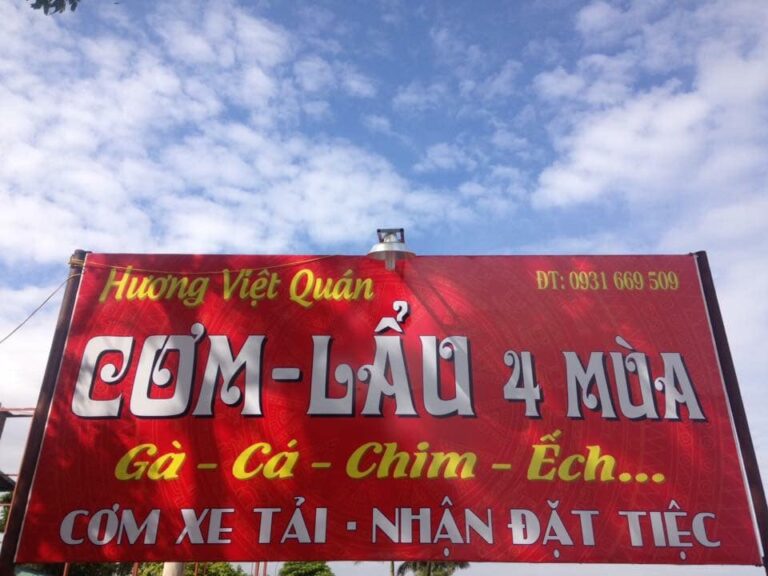 Hương Việt Quán ĐT: 0931 669 509
CƠM-LẨU 4 MÙA
Gà - Cá - Chim - Ếch...
CƠM XE TẢI • NHẬN ĐẶT TIỆC